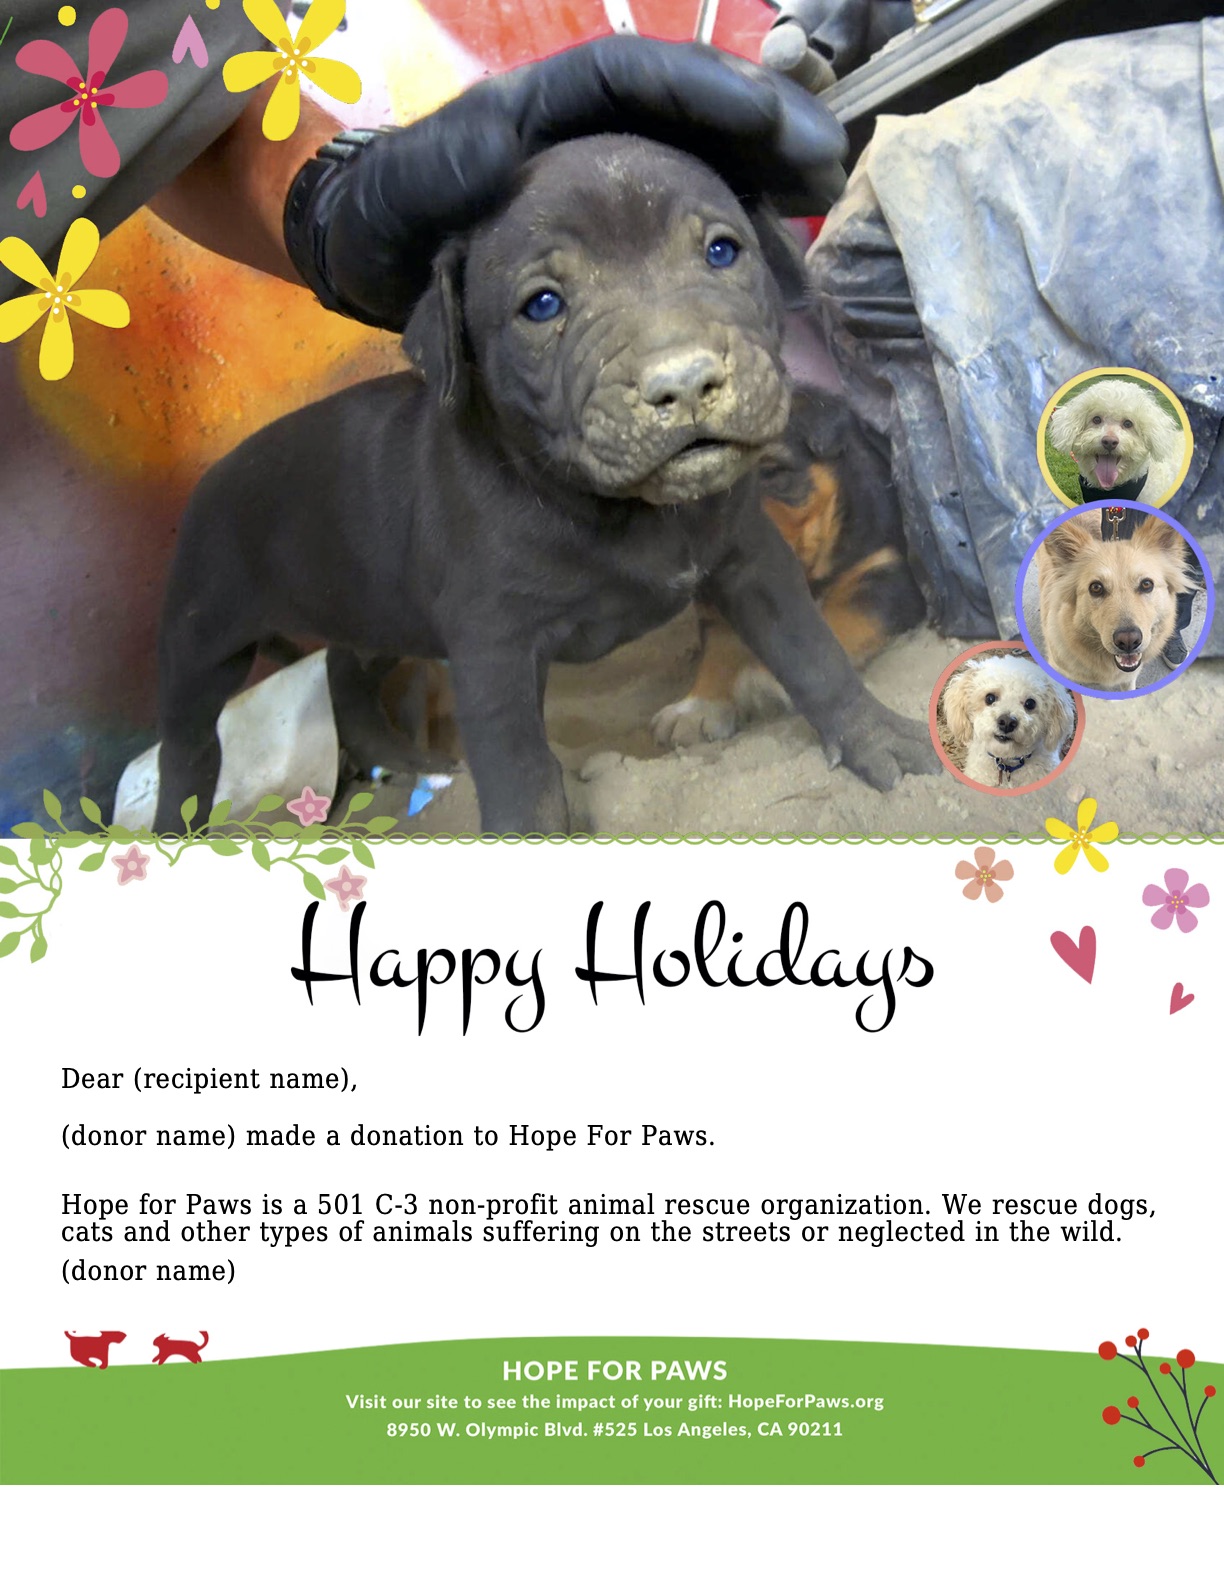 Happy Holidays
Dear (recipient name),
(donor name) made a donation to Hope For Paws.
Hope for Paws is a 501 C-3 non-profit animal rescue organization. We rescue dogs,
cats and other types of animals suffering on the streets or neglected in the wild.
(donor name)
HOPE FOR PAWS
Visit our site to see the impact of your gift: HopeForPaws.org
8950 W. Olympic Blvd. #525 Los Angeles, CA 90211